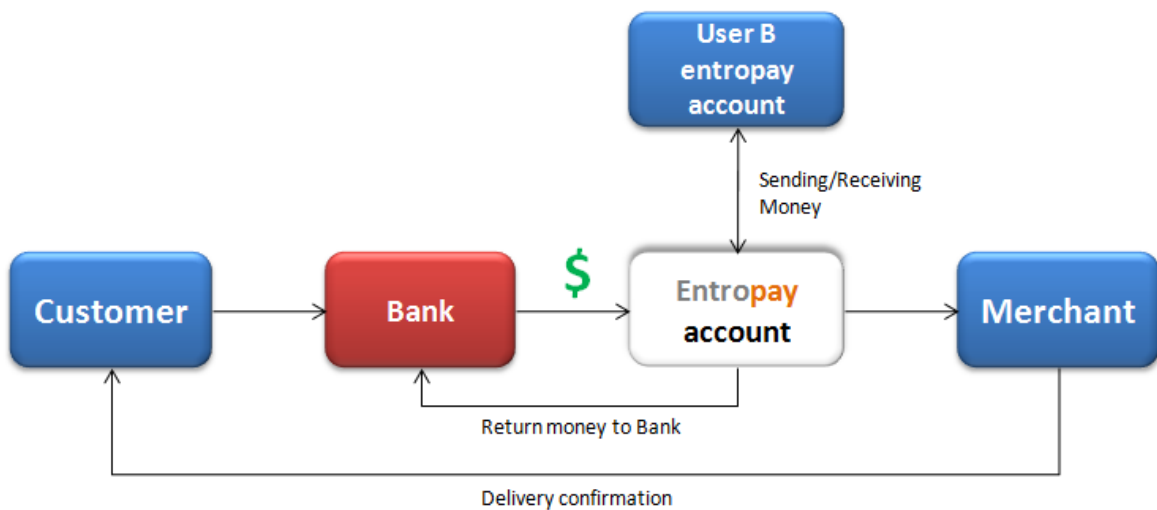 User B
entropay
account
Sending/Receiving
Money
$
Customer
Bank
Entropay
account
Merchant
Return money to Bank
Delivery confirmation